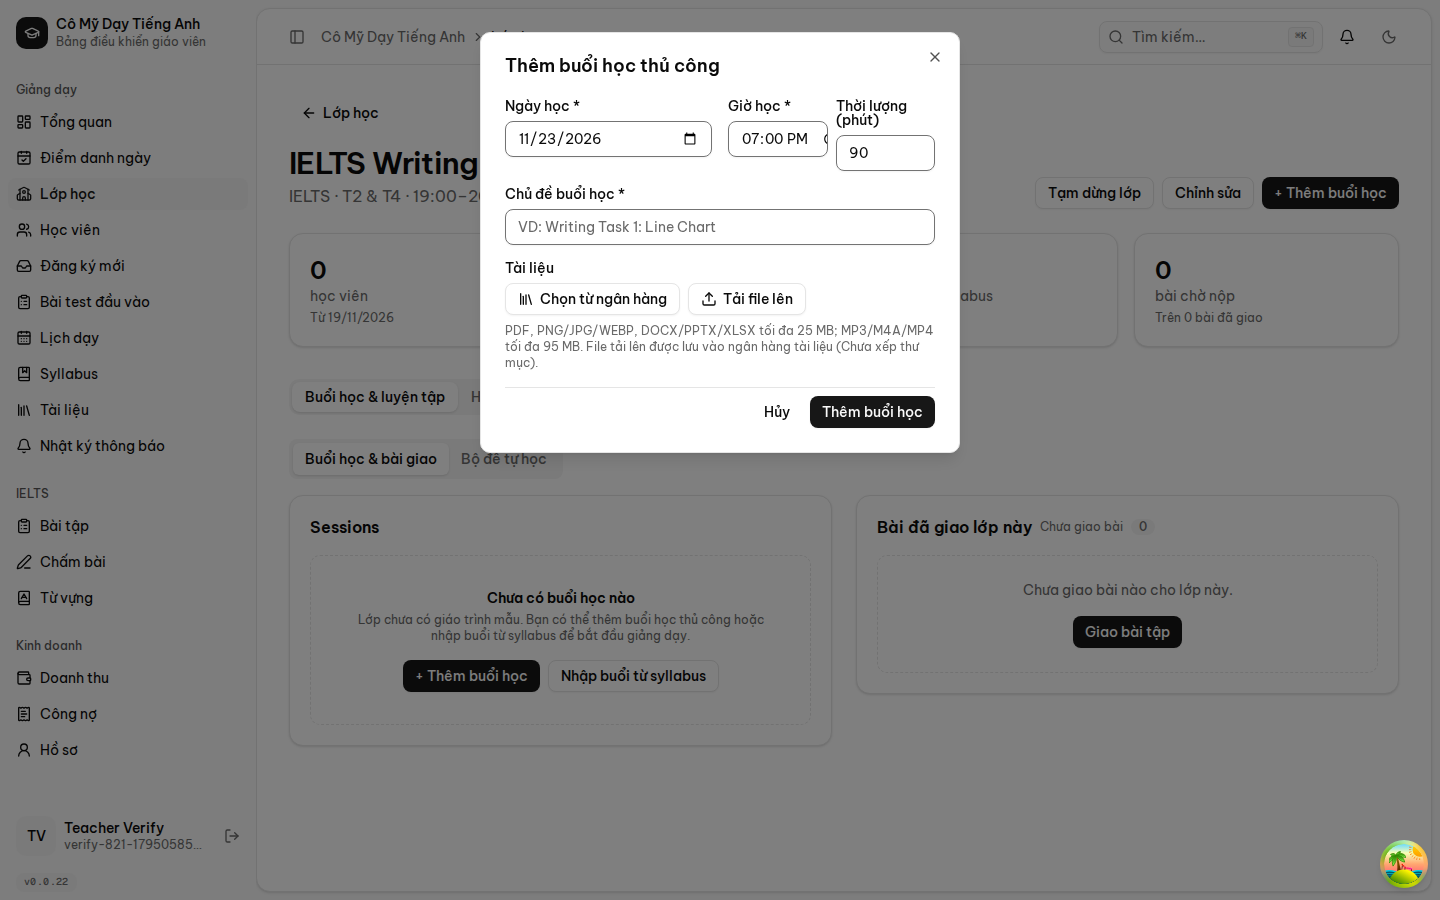 Cô Mỹ Dạy Tiếng Anh
Bảng điều khiển giáo viên
Giảng dạy
Tổng quan
Điểm danh ngày
Lớp học
Học viên
Đăng ký mới
Bài test đầu vào
Lịch dạy
Syllabus
Tài liệu
Nhật ký thông báo
IELTS
Bài tập
Chấm bài
Từ vựng
Kinh doanh
Doanh thu
Công nợ
Hồ sơ
TV
Teacher Verify
verify-821-17950585...
v0.0.22
Cô Mỹ Dạy Tiếng Anh
Tìm kiếm...
⌘K
Lớp học
IELTS Writing
IELTS · T2 & T4 · 19:00–2
Tạm dừng lớp
Chỉnh sửa
+ Thêm buổi học
0
học viên
Từ 19/11/2026
0
bài chờ nộp
Trên 0 bài đã giao
Buổi học & luyện tập
Buổi học & bài giao
Bộ đề tự học
Sessions
Chưa có buổi học nào
Lớp chưa có giáo trình mẫu. Bạn có thể thêm buổi học thủ công hoặc
nhập buổi từ syllabus để bắt đầu giảng dạy.
+ Thêm buổi học
Nhập buổi từ syllabus
Bài đã giao lớp này
Chưa giao bài
0
Chưa giao bài nào cho lớp này.
Giao bài tập
Thêm buổi học thủ công
Ngày học *
Giờ học *
Thời lượng
(phút)
11/23/2026
07:00 PM
90
Chủ đề buổi học *
VD: Writing Task 1: Line Chart
Tài liệu
Chọn từ ngân hàng
Tải file lên
PDF, PNG/JPG/WEBP, DOCX/PPTX/XLSX tối đa 25 MB; MP3/M4A/MP4
tối đa 95 MB. File tải lên được lưu vào ngân hàng tài liệu (Chưa xếp thư
mục).
Hủy
Thêm buổi học